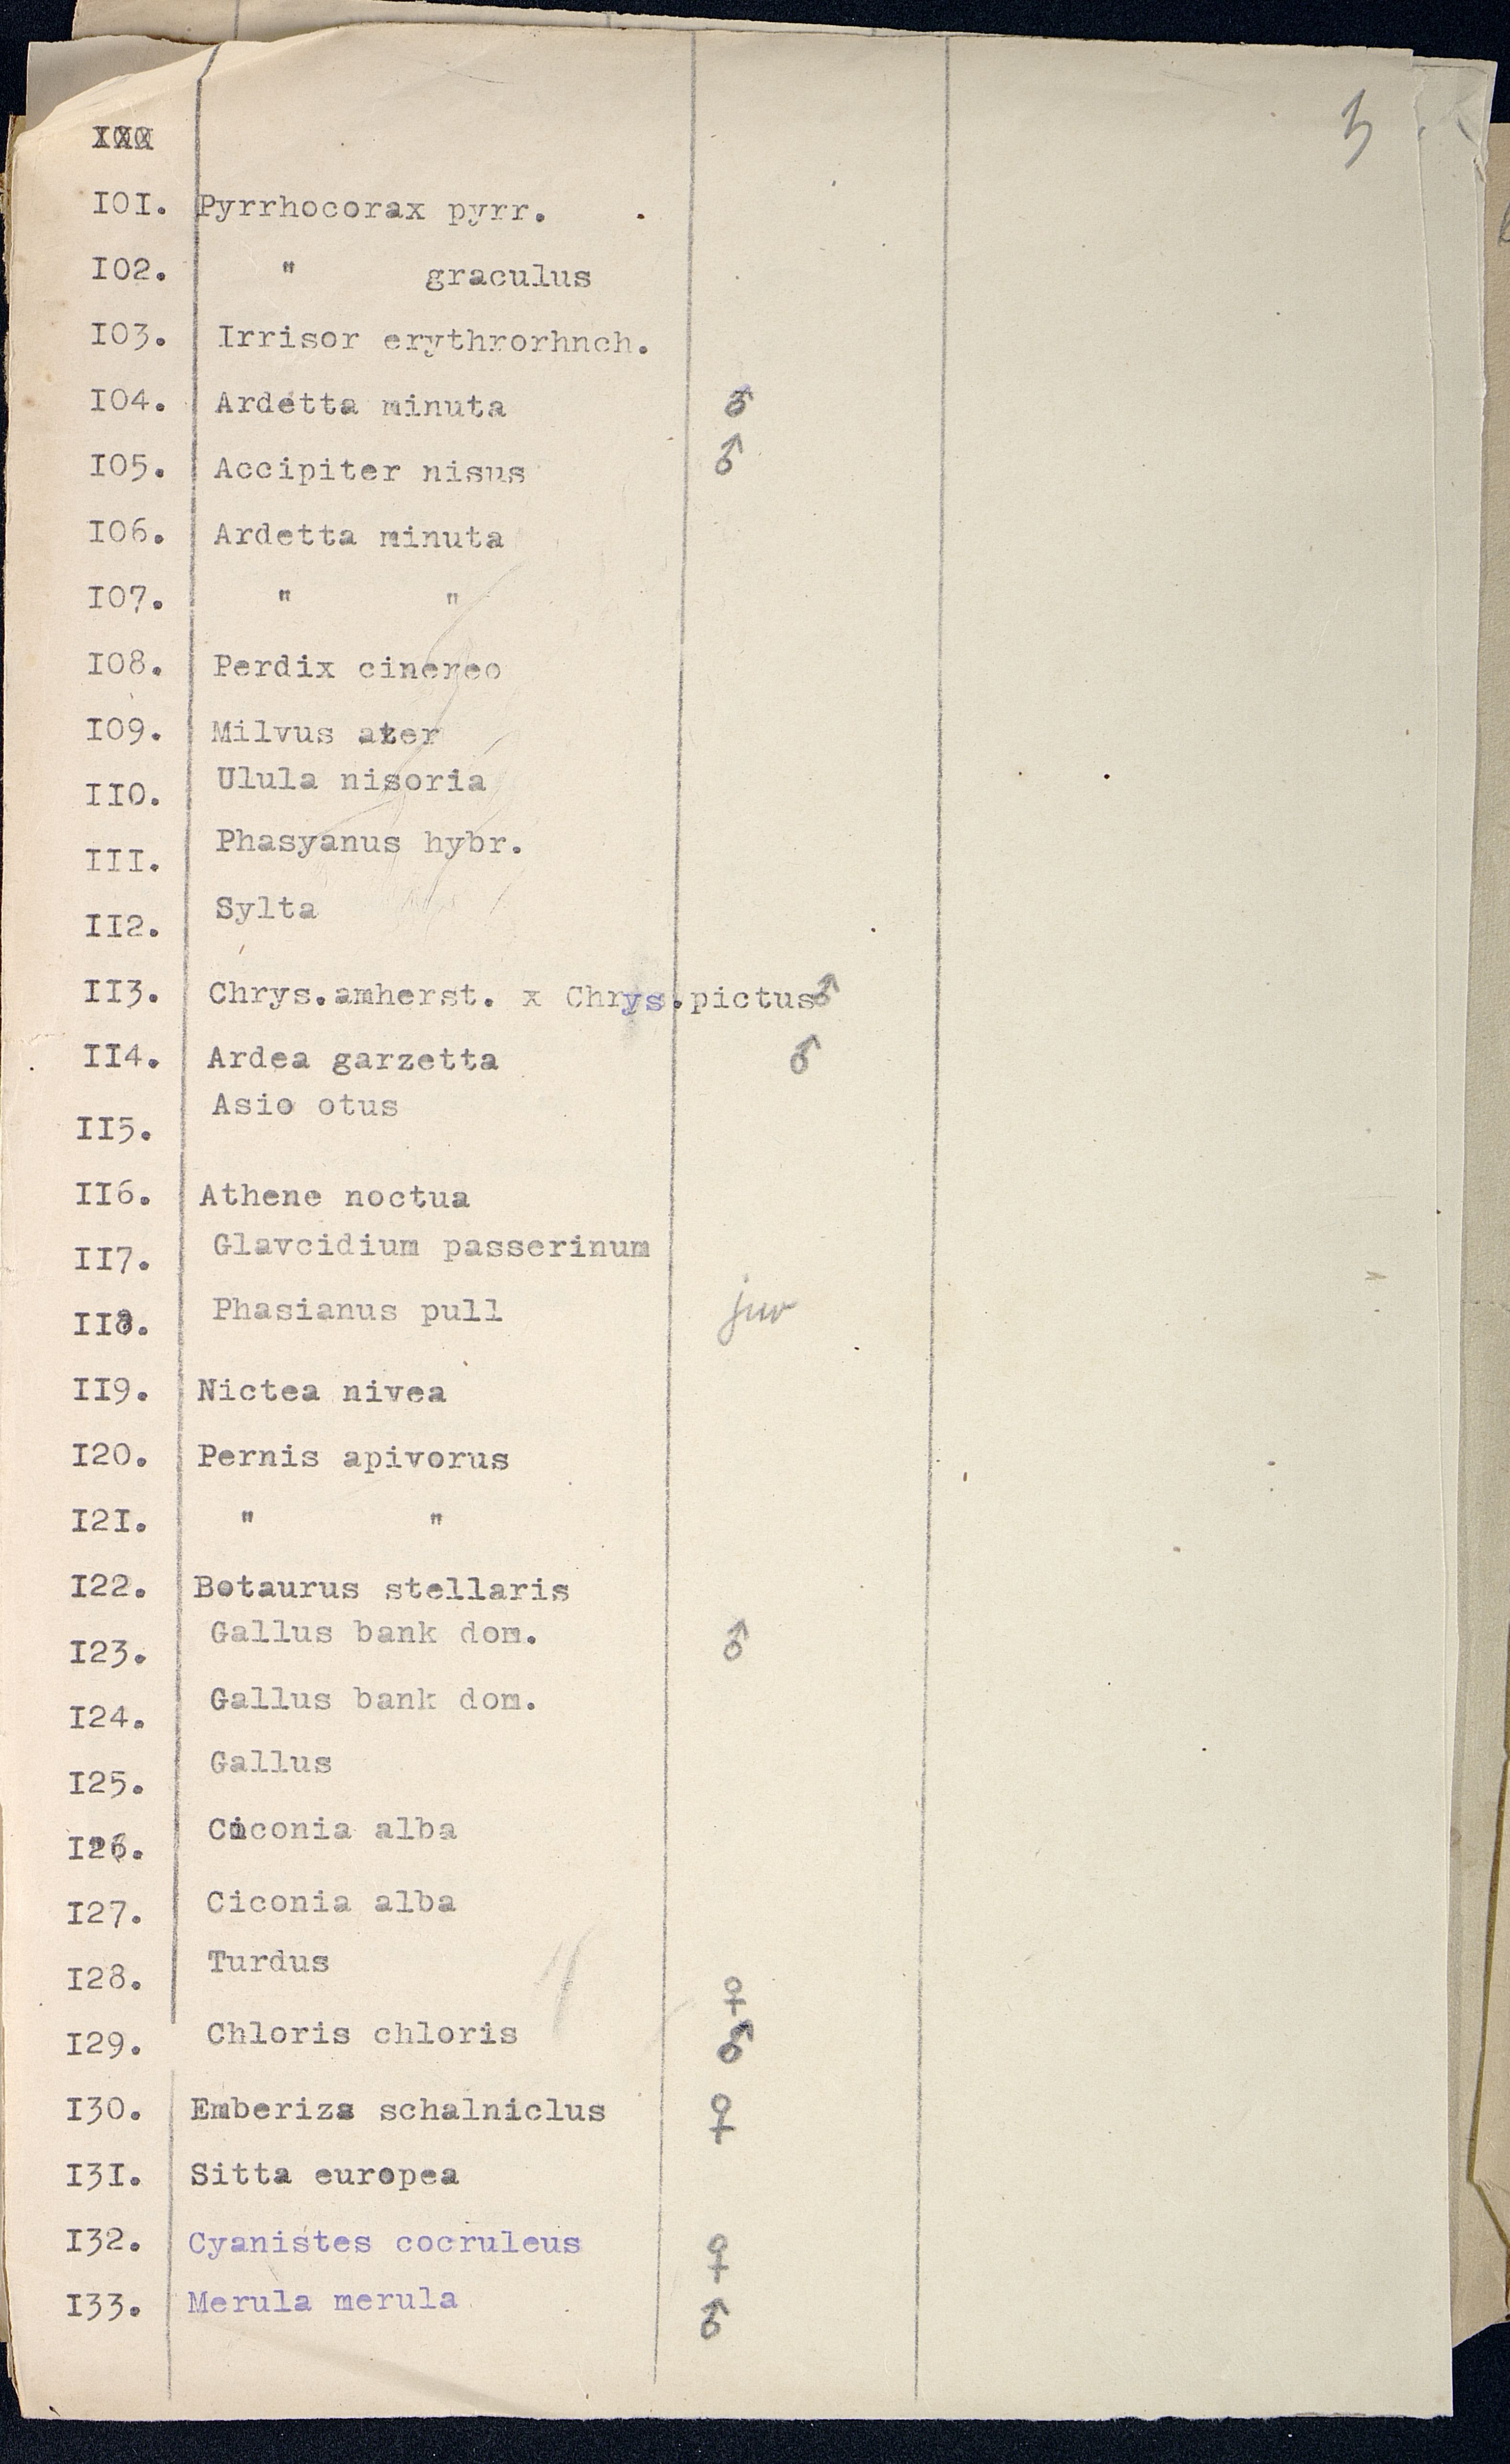 3
I0I. Pyrrhocorax pyrr.
I02. " graculus
I03. Irrisor erythrorhnch.
I04. Ardetta minuta ♂
I05. Accipiter nisus ♂
I06. Ardetta minuta
I07. " "
I08. Perdix cinereo
I09. Milvus ater
II0. Ulula nisoria
III. Phasyanus hybr.
II2. Sylta
II3. Chrys.amherst. x Chrys.pictus ♂
II4. Ardea garzetta ♂
II5. Asio otus
II6. Athene noctua
II7. Glavcidium passerinum
II8. Phasianus pull juv
II9. Nictea nivea
I20. Pernis apivorus
I2I. " "
I22. Botaurus stellaris
I23. Gallus bank dom. ♂
I24. Gallus bank dom.
I25. Gallus
I26. Ciconia alba
I27. Ciconia alba
I28. Turdus ♀
I29. Chloris chloris ♂
I30. Emberiza schalniclus ♀
I3I. Sitta europea
I32. Cyanistes cocruleus ♀
I33. Merula merula ♂